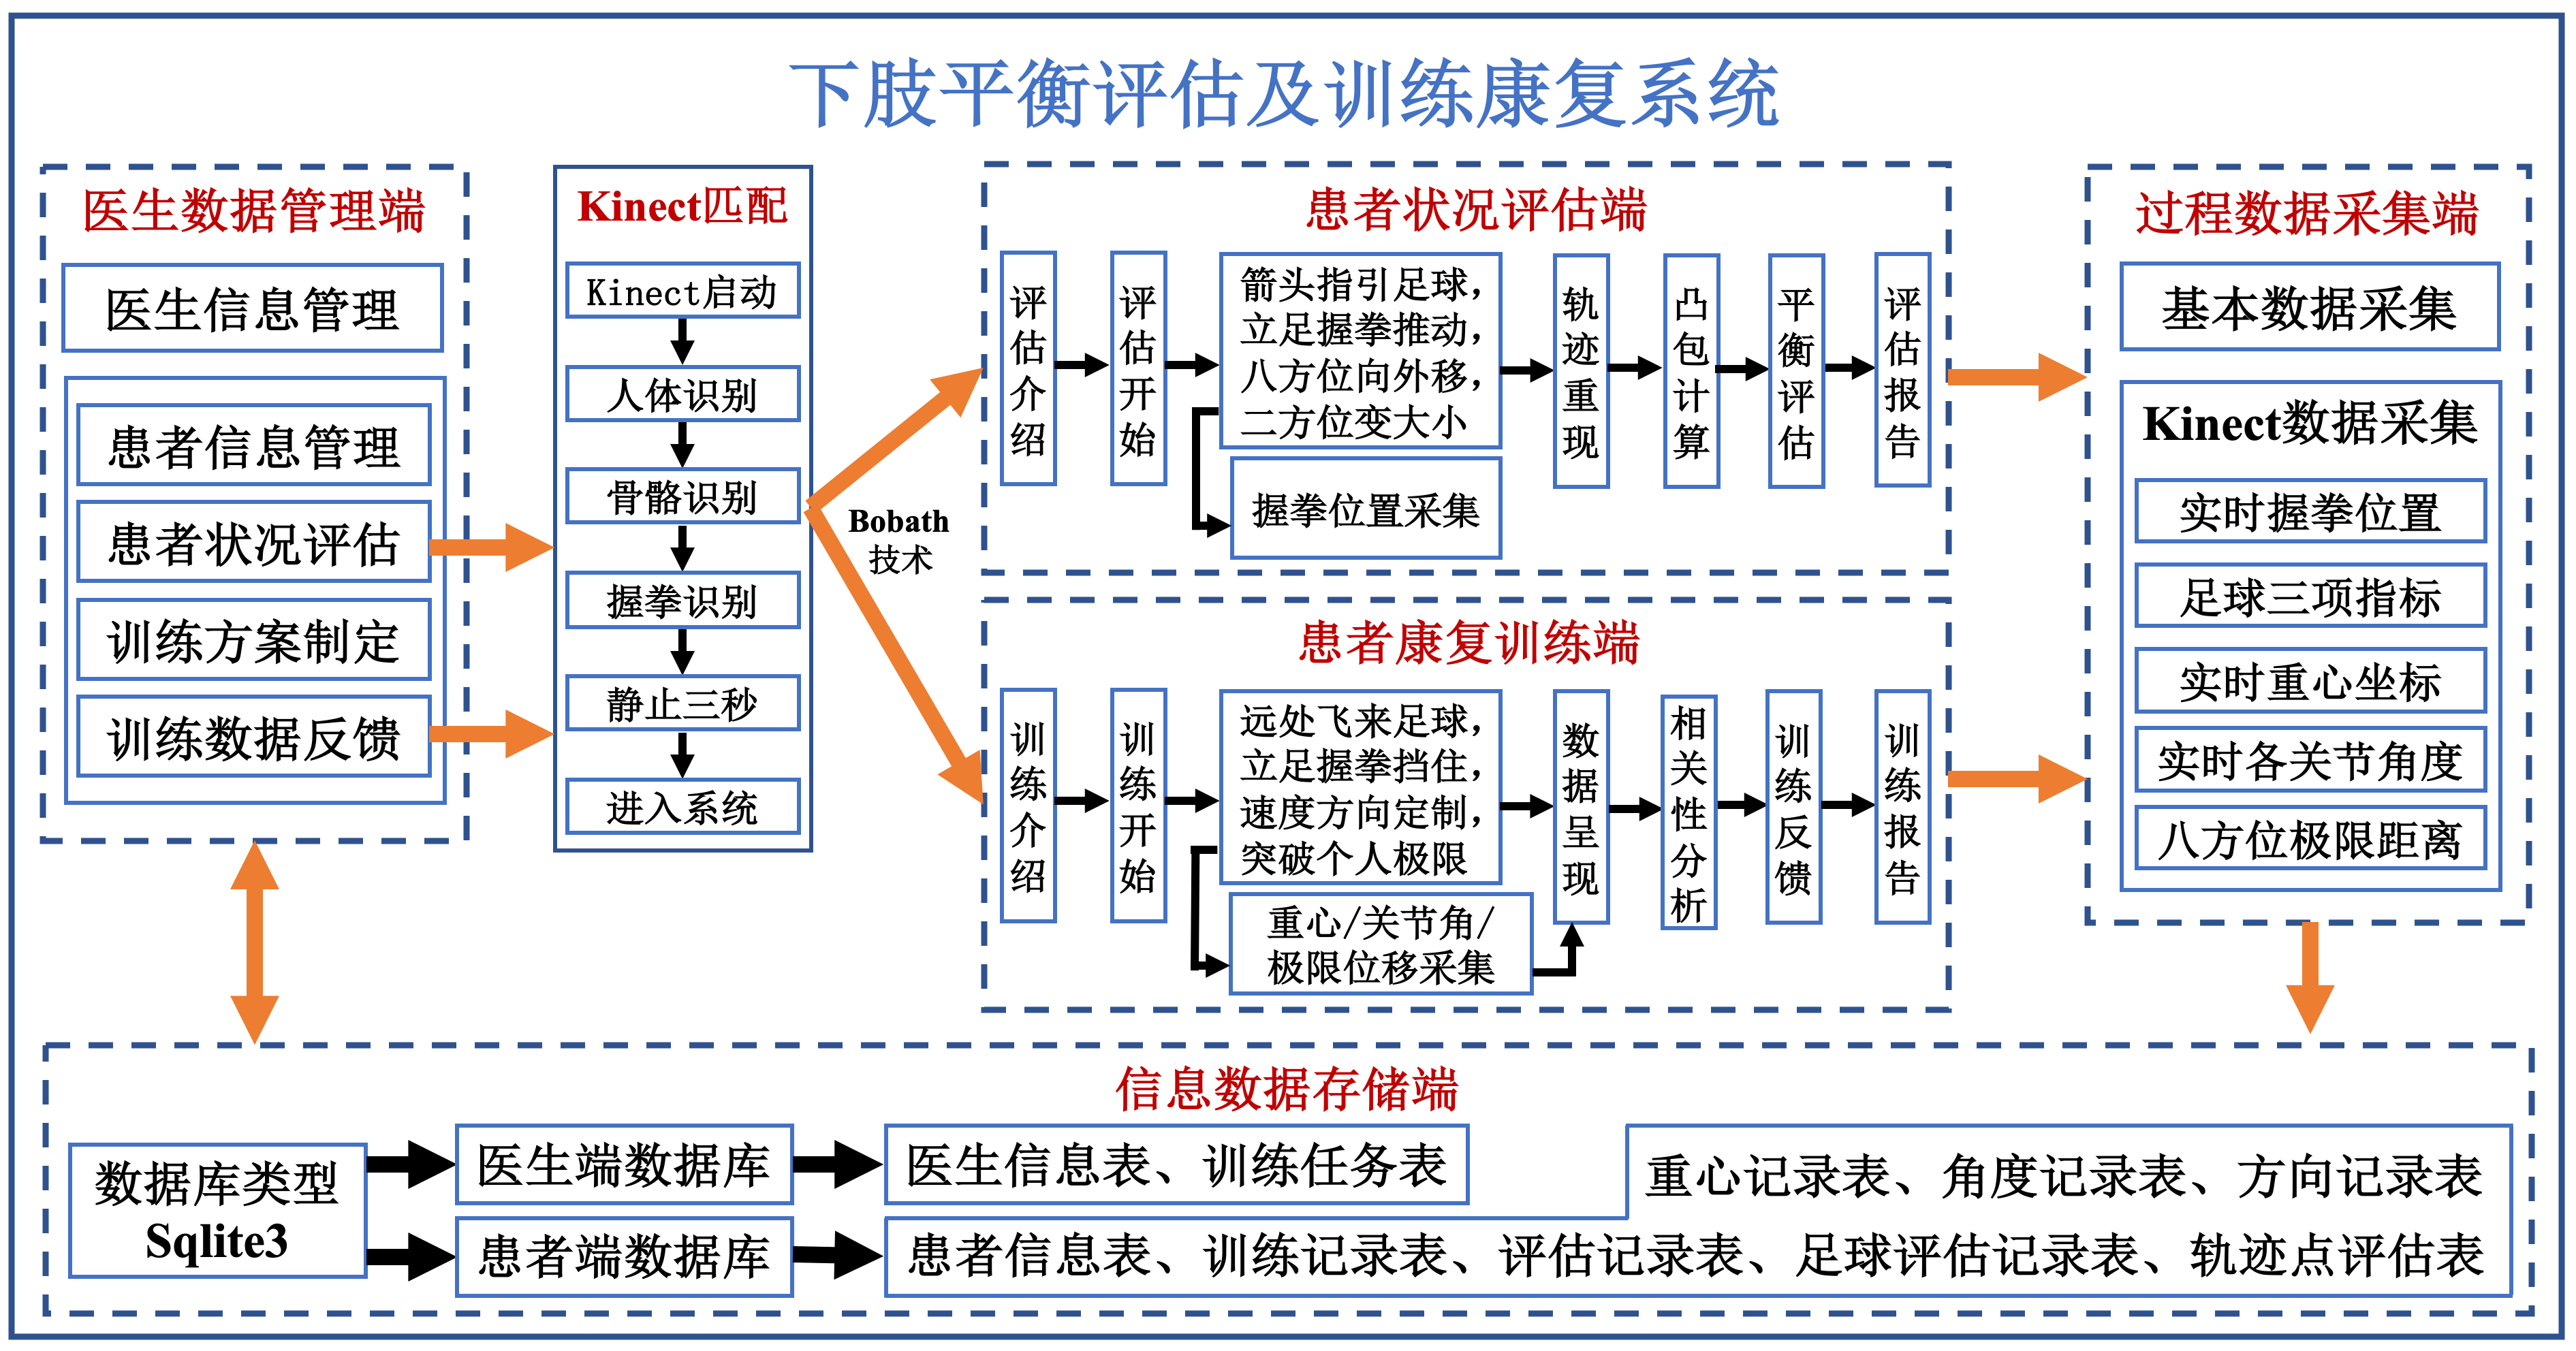 下肢平衡评估及训练康复系统
医生数据管理端
医生信息管理
患者信息管理
患者状况评估
训练方案制定
训练数据反馈
Kinect匹配
Kinect启动
人体识别
骨骼识别
握拳识别
静止三秒
进入系统
Bobath
技术
患者状况评估端
评估介绍
评估开始
箭头指引足球，
立足握拳推动，
八方位向外移，
二方位变大小
握拳位置采集
轨迹重现
凸包计算
平衡评估
评估报告
患者康复训练端
训练介绍
训练开始
远处飞来足球，
立足握拳挡住，
速度方向定制，
突破个人极限
重心/关节角/
极限位移采集
数据呈现
相关性分析
训练反馈
训练报告
过程数据采集端
基本数据采集
Kinect数据采集
实时握拳位置
足球三项指标
实时重心坐标
实时各关节角度
八方位极限距离
信息数据存储端
数据库类型
Sqlite3
医生端数据库
医生信息表、训练任务表
患者端数据库
重心记录表、角度记录表、方向记录表
患者信息表、训练记录表、评估记录表、足球评估记录表、轨迹点评估表